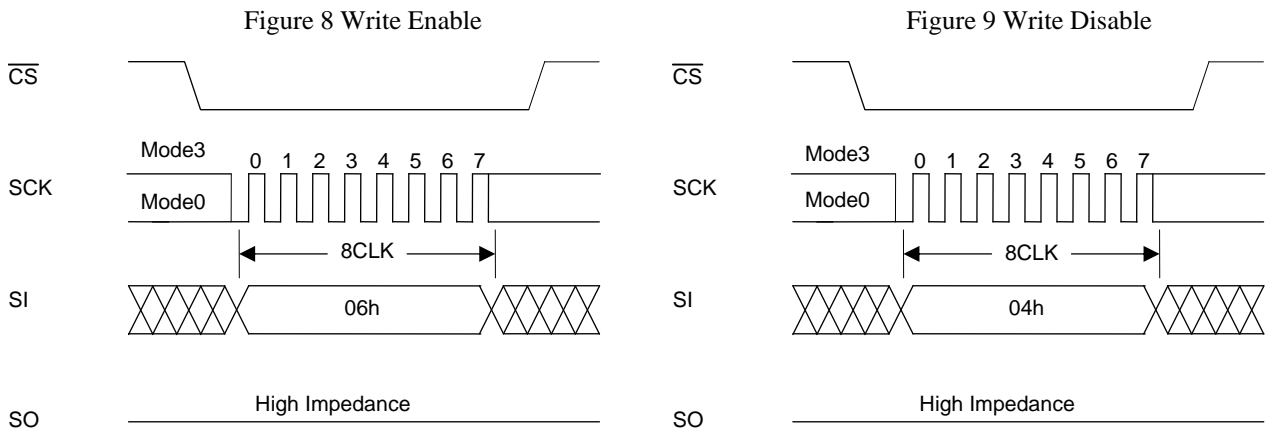 Figure 8 Write Enable
CS
Mode3
0 1 2 3 4 5 6 7
SCK
Mode0
8CLK
SI
06h
High Impedance
SO
Figure 9 Write Disable
CS
Mode3
0 1 2 3 4 5 6 7
SCK
Mode0
8CLK
SI
04h
High Impedance
SO